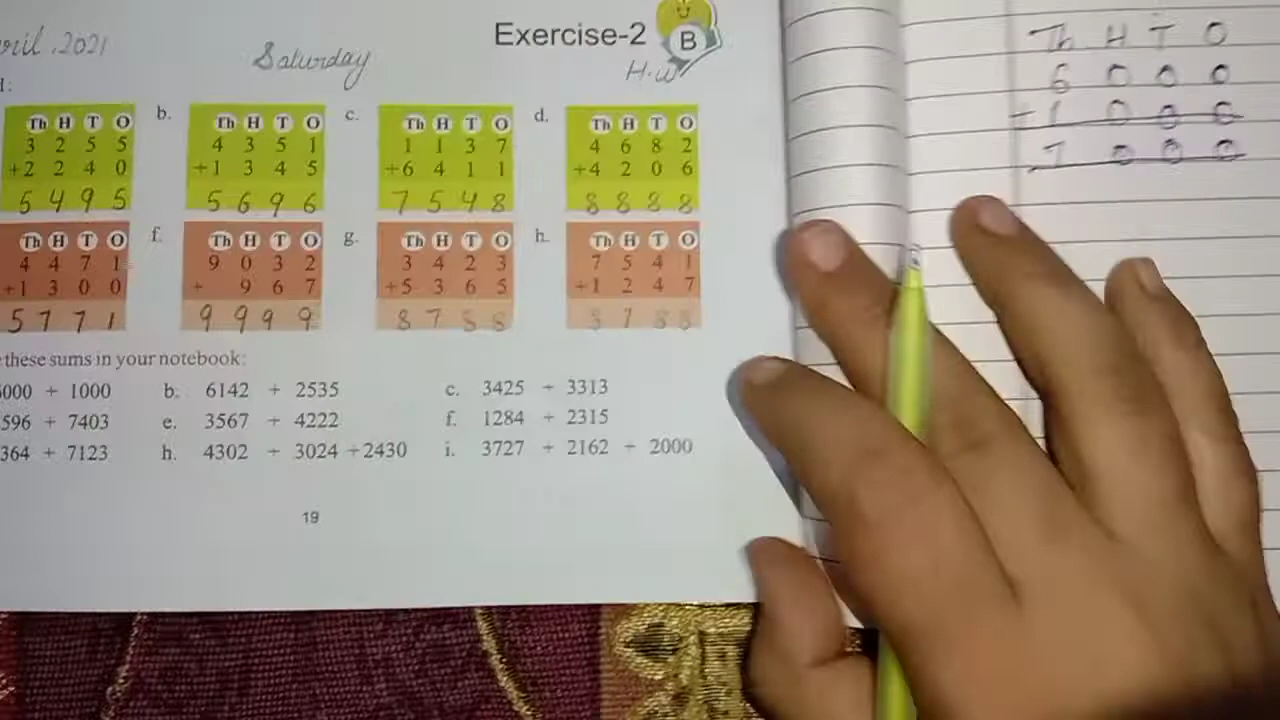 ril, 2021
Saturday
Exercise-2 B
H.W
b. c. d.
Th H T O Th H T O Th H T O Th H T O
3 2 5 5 4 3 5 1 1 1 3 7 4 6 8 2
+2 2 4 0 +1 3 4 5 +6 4 1 1 +4 2 0 6
5 4 9 5 5 6 9 6 7 5 4 8 8 8 8 8
f. g. h.
Th H T O Th H T O Th H T O Th H T O
4 4 7 1 9 0 3 2 3 4 2 3 7 5 4 1
+1 3 0 0 + 9 6 7 +5 3 6 5 +1 2 4 7
5 7 7 1 9 9 9 9 8 7 8 8 8 7 8 8
these sums in your notebook:
000 + 1000 b. 6142 + 2535 c. 3425 + 3313
596 + 7403 e. 3567 + 4222 f. 1284 + 2315
364 + 7123 h. 4302 + 3024 +2430 i. 3727 + 2162 + 2000
19
Th H T O
6 0 0 0
+ 1 0 0 0
7 0 0 0